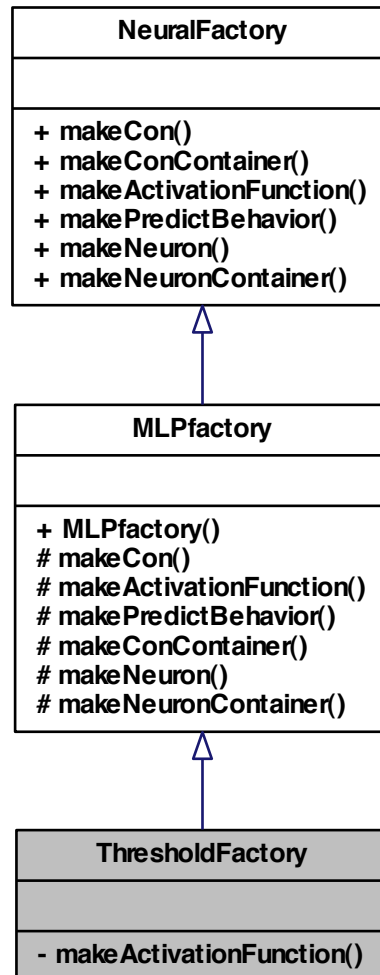 NeuralFactory
+ makeCon()
+ makeConContainer()
+ makeActivationFunction()
+ makePredictBehavior()
+ makeNeuron()
+ makeNeuronContainer()
MLPfactory
+ MLPfactory()
# makeCon()
# makeActivationFunction()
# makePredictBehavior()
# makeConContainer()
# makeNeuron()
# makeNeuronContainer()
ThresholdFactory
- makeActivationFunction()